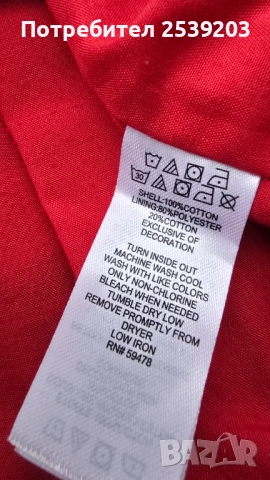 Потребител 2539203
30
SHELL:100%COTTON
LINING:80%POLYESTER
20%COTTON
EXCLUSIVE OF
DECORATION
TURN INSIDE OUT
MACHINE WASH COOL
WASH WITH LIKE COLORS
ONLY NON-CHLORINE
BLEACH WHEN NEEDED
TUMBLE DRY LOW
REMOVE PROMPTLY FROM
DRYER
LOW IRON
RN# 59478
BAZAR